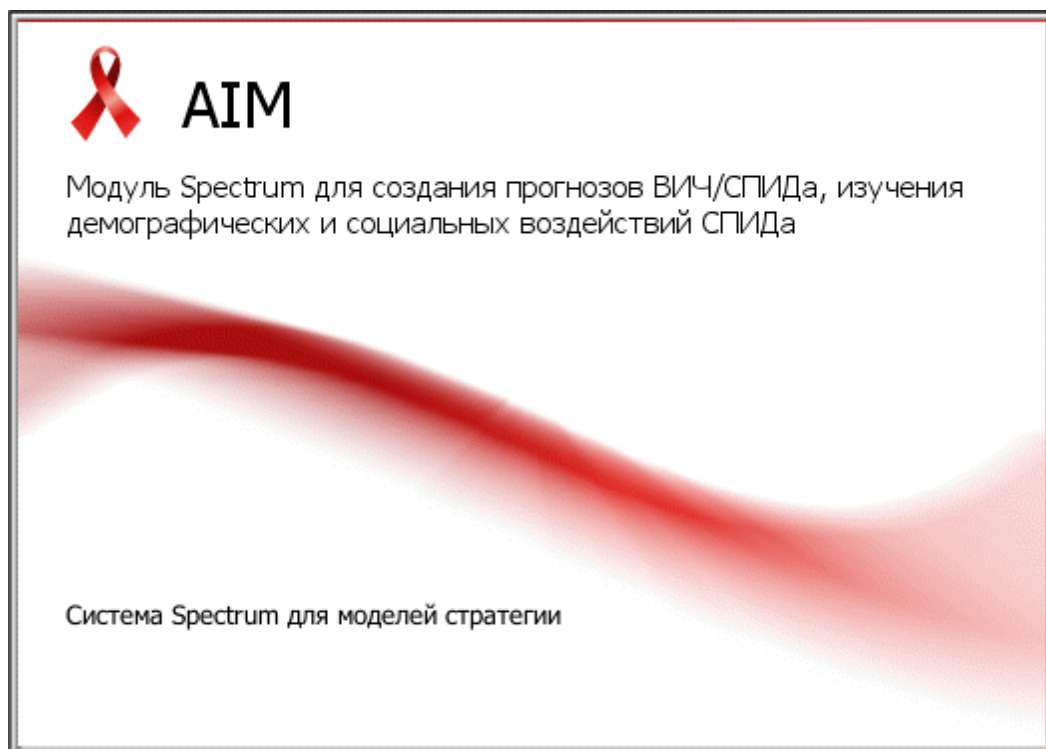 AIM
Модуль Spectrum для создания прогнозов ВИЧ/СПИДа, изучения
демографических и социальных воздействий СПИДа
Система Spectrum для моделей стратегии